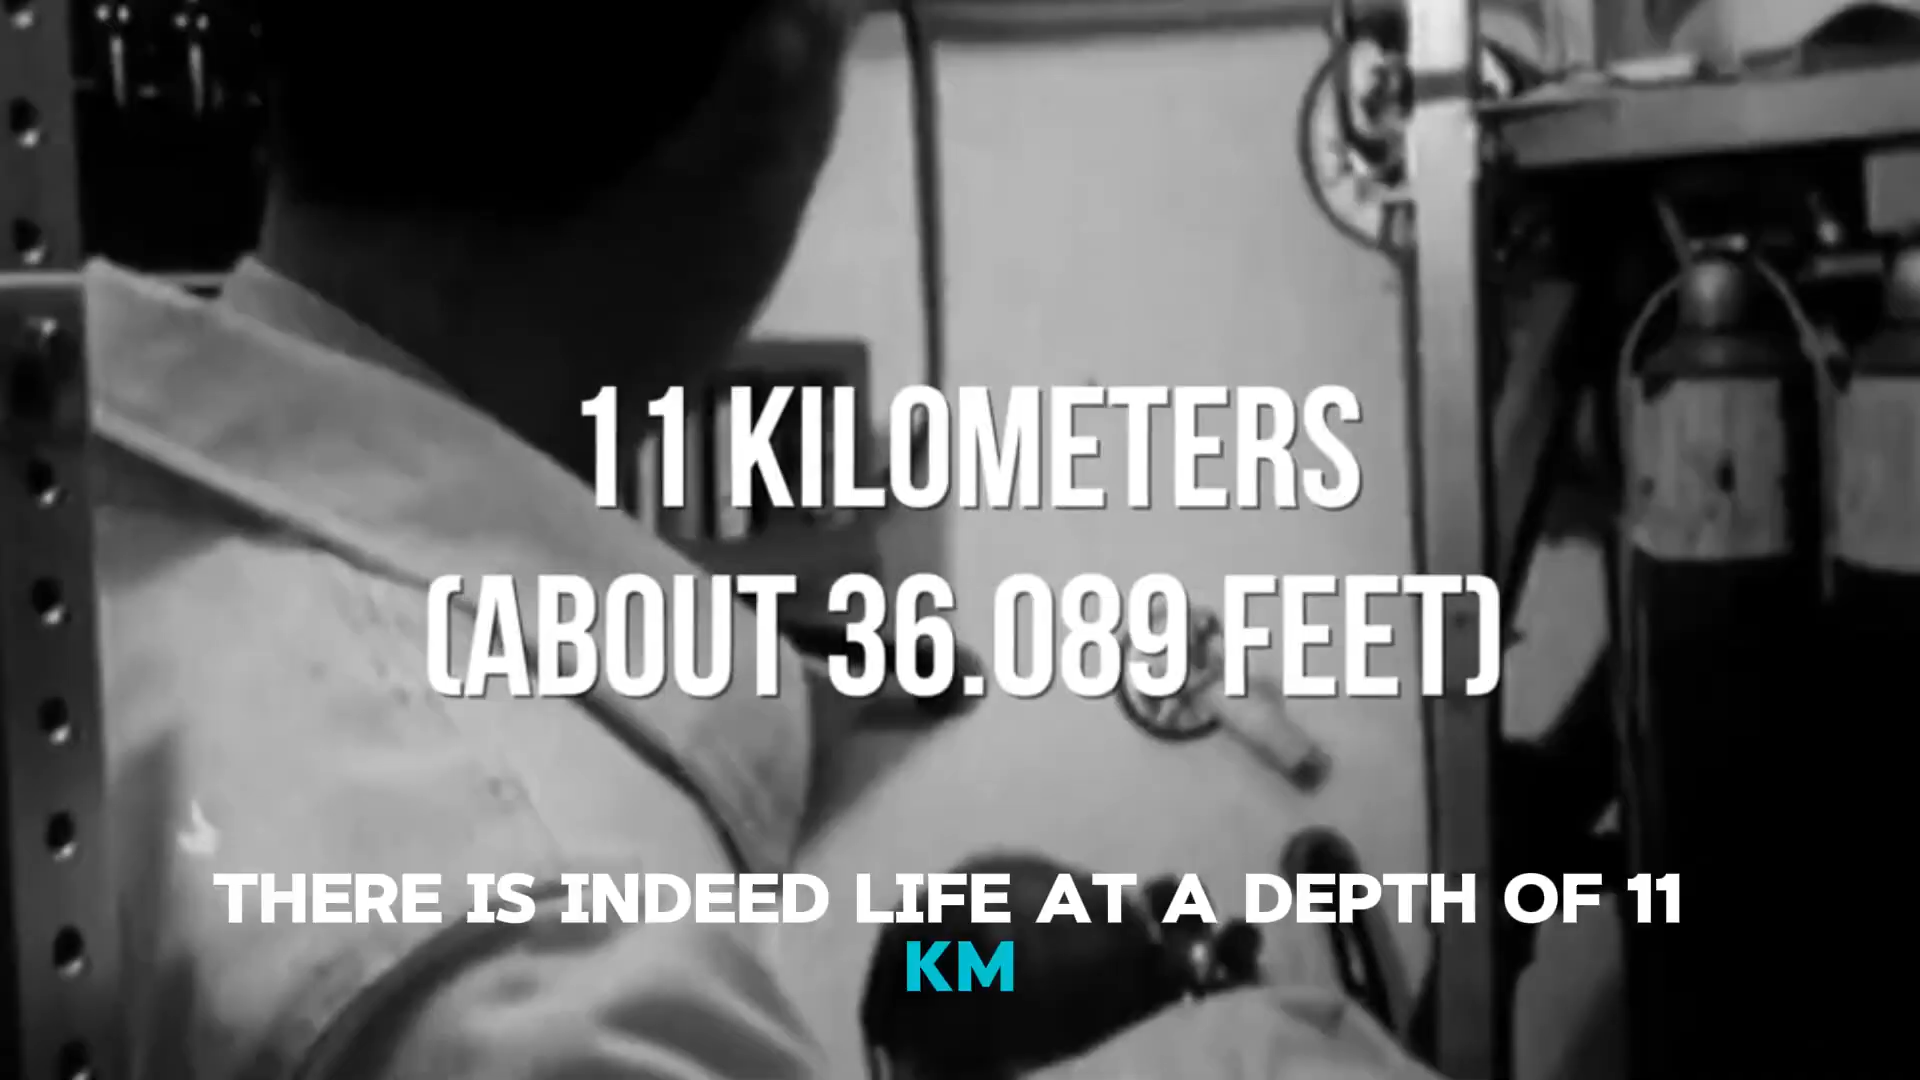 11 KILOMETERS
(ABOUT 36.089 FEET)
THERE IS INDEED LIFE AT A DEPTH OF 11
KM